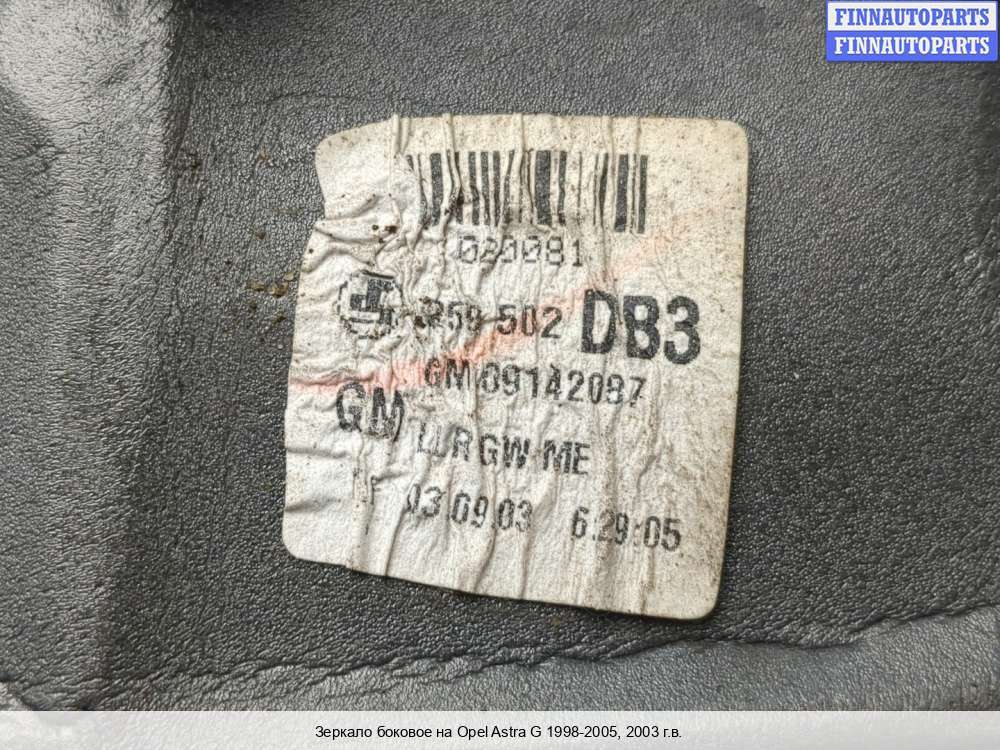 FINNAUTOPARTS
FINNAUTOPARTS
020081
259 502 DB3
GM 09142087
GM
LLR GW-ME
03.09.03 6:29:05
Зеркало боковое на Opel Astra G 1998-2005, 2003 г.в.